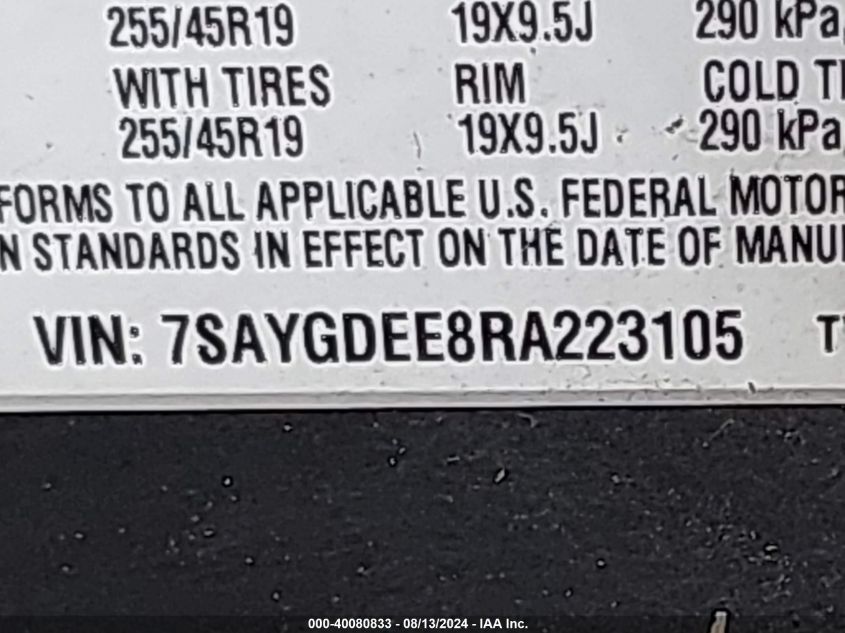 255/45R19 19X9.5J 290 kPa,
WITH TIRES RIM COLD TI
255/45R19 19X9.5J 290 kPa,
FORMS TO ALL APPLICABLE U.S. FEDERAL MOTOR
N STANDARDS IN EFFECT ON THE DATE OF MANU
VIN: 7SAYGDEE8RA223105 TY
000-40080833 - 08/13/2024 - IAA Inc.